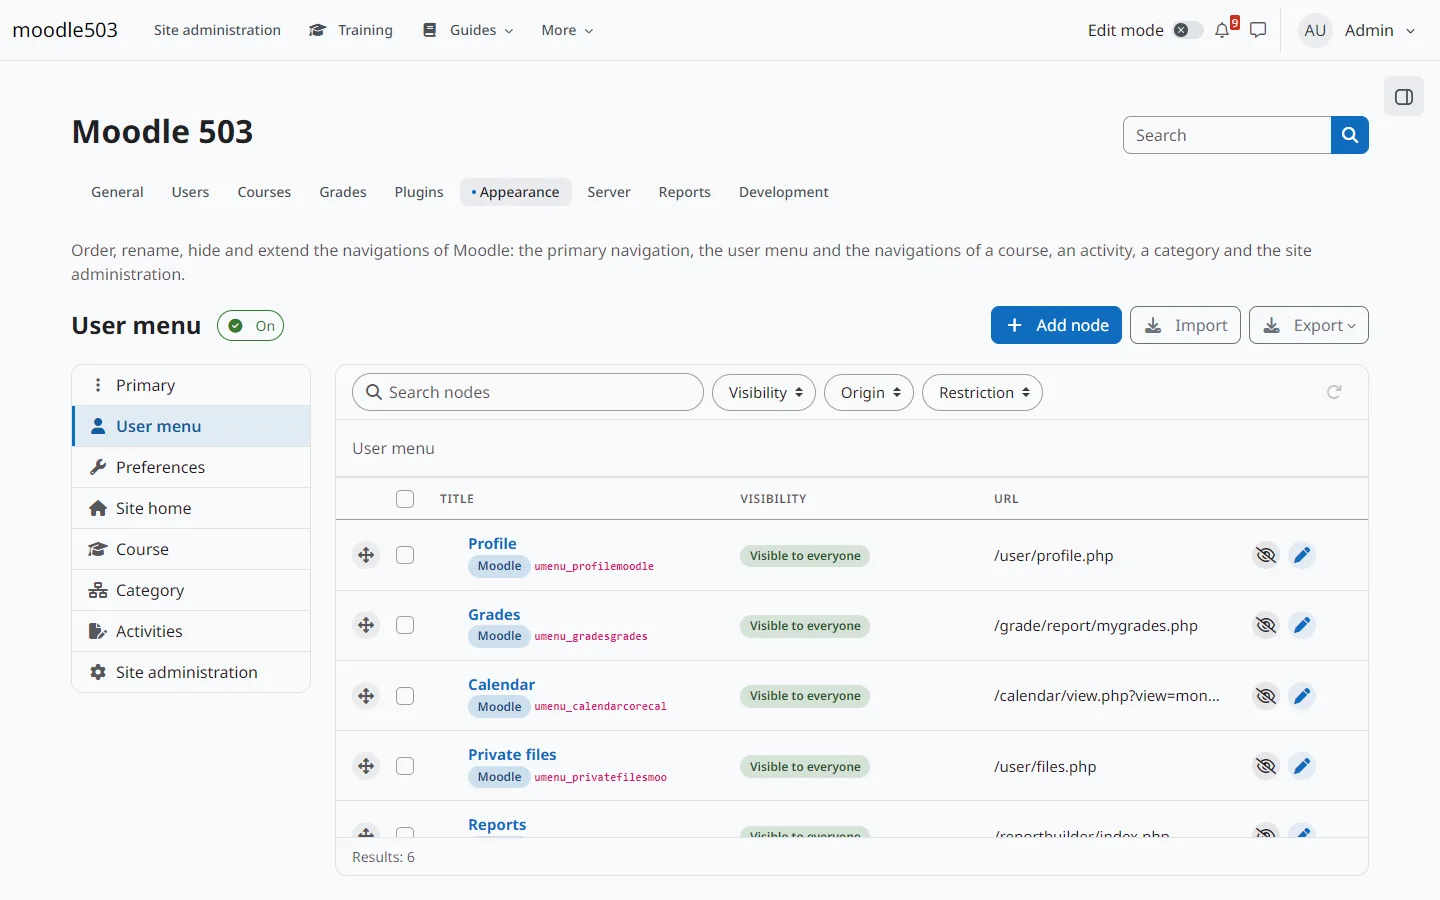 moodle503
Site administration
Training
Guides
More
Edit mode
9
AU
Admin
Moodle 503
Search
General
Users
Courses
Grades
Plugins
Appearance
Server
Reports
Development
Order, rename, hide and extend the navigations of Moodle: the primary navigation, the user menu and the navigations of a course, an activity, a category and the site
administration.
User menu
On
Add node
Import
Export
Primary
User menu
Preferences
Site home
Course
Category
Activities
Site administration
Search nodes
Visibility
Origin
Restriction
User menu
TITLE
VISIBILITY
URL
Profile
Moodle umenu_profilemoodle
Visible to everyone
/user/profile.php
Grades
Moodle umenu_gradesgrades
Visible to everyone
/grade/report/mygrades.php
Calendar
Moodle umenu_calendarcorecal
Visible to everyone
/calendar/view.php?view=mon...
Private files
Moodle umenu_privatefilesmoo
Visible to everyone
/user/files.php
Reports
Visible to everyone
/reportbuilder/index.php
Results: 6